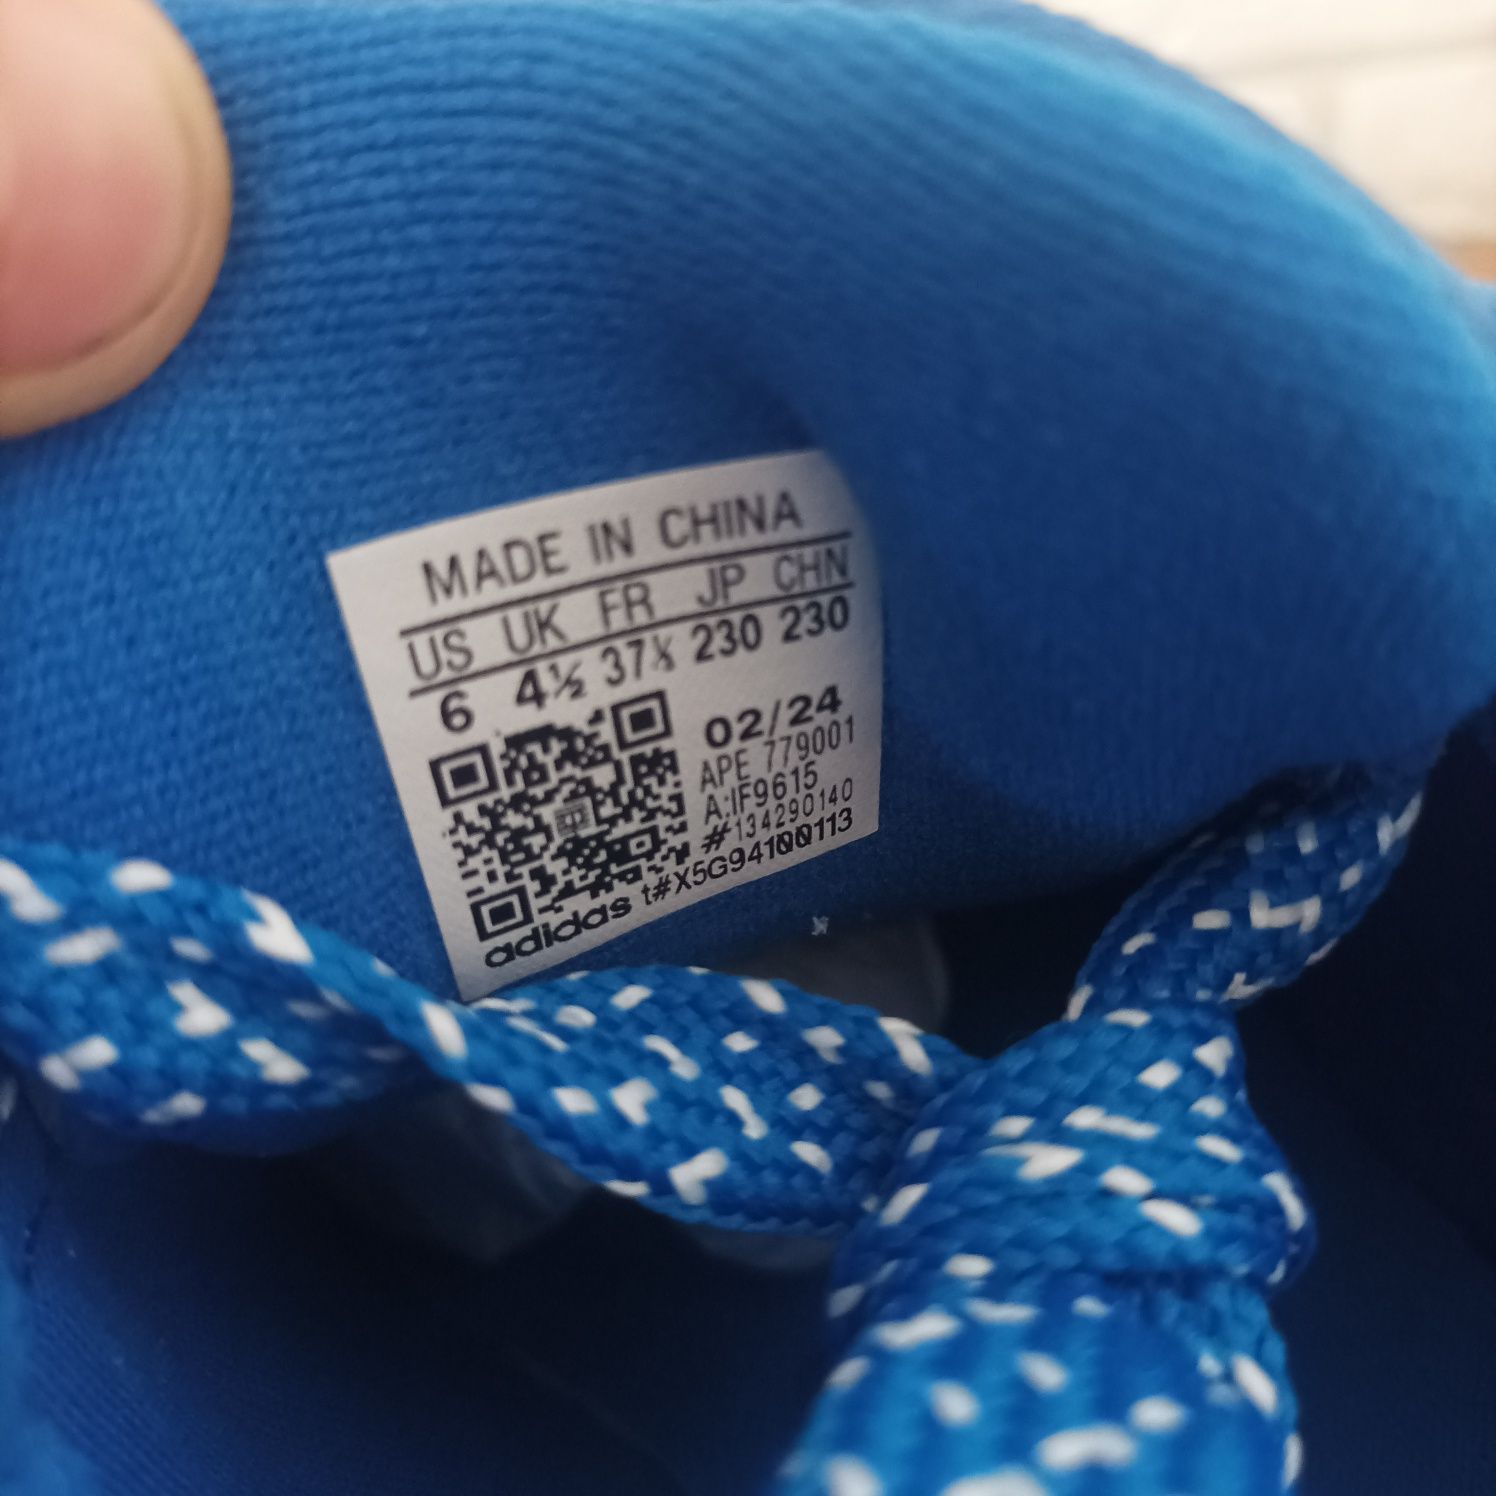 MADE IN CHINA
US UK FR JP CHN
6 4½ 37⅓ 230 230
02/24
APE 779001
A:IF9615
#134290140
t#X5G94100113
adidas